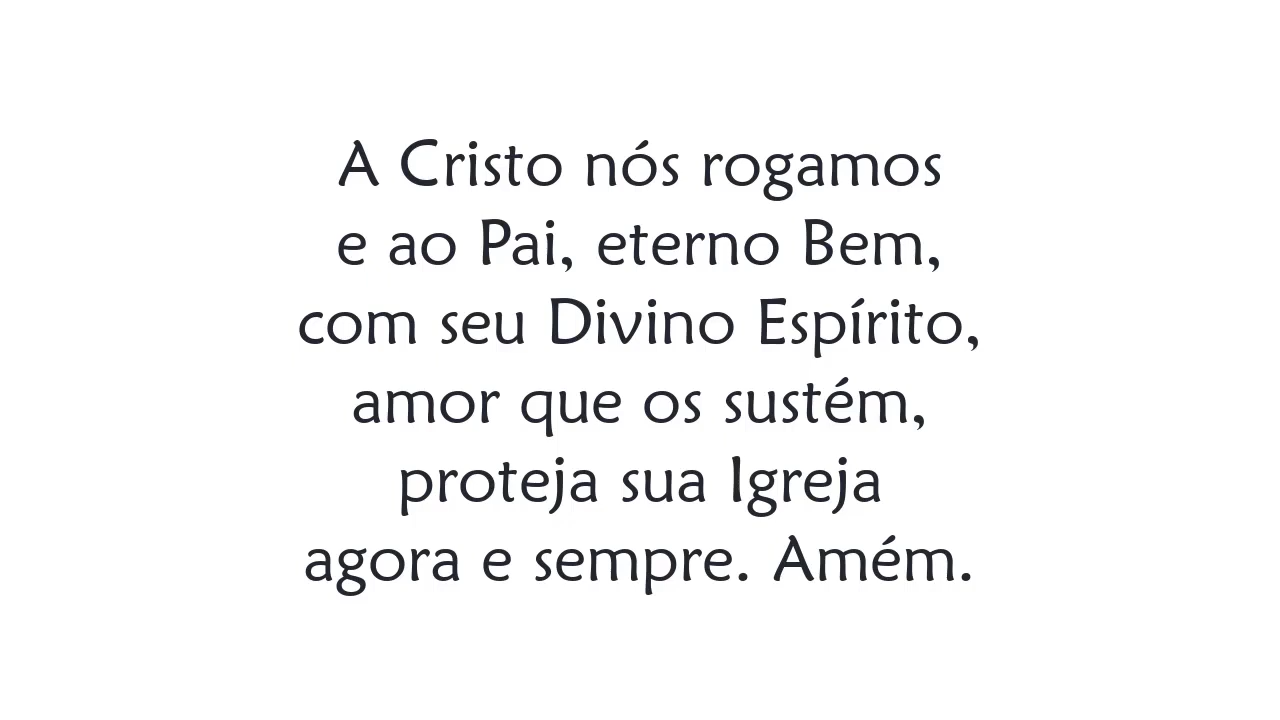 A Cristo nós rogamos
e ao Pai, eterno Bem,
com seu Divino Espírito,
amor que os sustém,
proteja sua Igreja
agora e sempre. Amém.